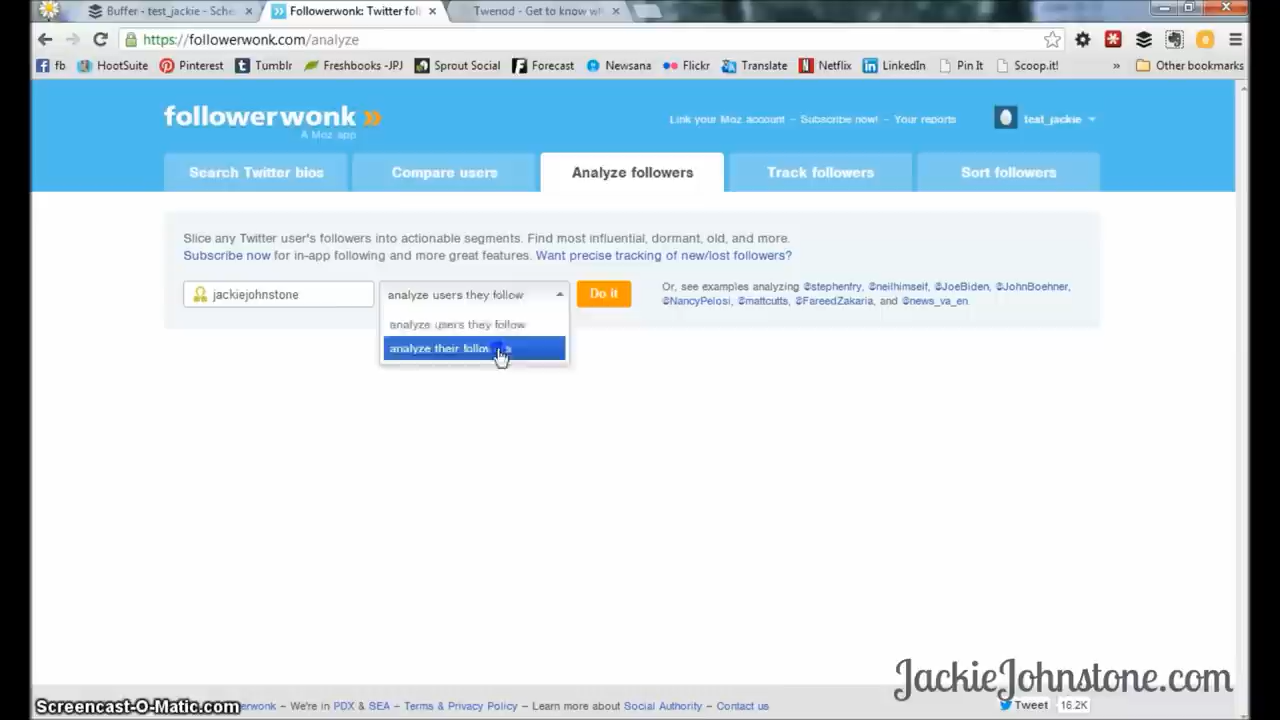 Buffer - test_jackie - Sche
Followerwonk: Twitter fol
Twenod - Get to know wh
https://followerwonk.com/analyze
fb HootSuite Pinterest Tumblr Freshbooks -JPJ Sprout Social Forecast Newsana Flickr Translate Netflix LinkedIn Pin It Scoop.it! » Other bookmarks
followerwonk
A Moz app
Link your Moz account – Subscribe now! – Your reports
test_jackie
Search Twitter bios
Compare users
Analyze followers
Track followers
Sort followers
Slice any Twitter user's followers into actionable segments. Find most influential, dormant, old, and more.
Subscribe now for in-app following and more great features. Want precise tracking of new/lost followers?
jackiejohnstone
analyze users they follow
Do it
Or, see examples analyzing @stephenfry, @neilhimself, @JoeBiden, @JohnBoehner,
@NancyPelosi, @mattcutts, @FareedZakaria, and @news_va_en.
analyze users they follow
analyze their
JackieJohnstone.com
Screencast-O-Matic.com
– We're in PDX & SEA – Terms & Privacy Policy – Learn more about Social Authority – Contact us
Tweet 16.2K